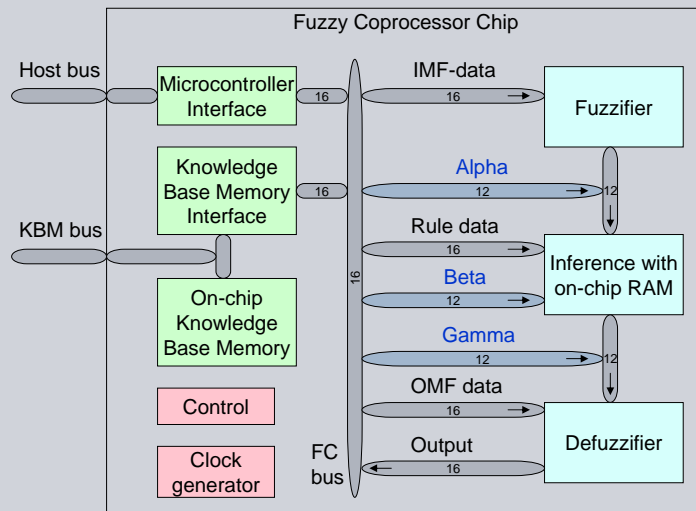 Fuzzy Coprocessor Chip
Host bus
Microcontroller
Interface
16
IMF-data
16
Fuzzifier
Knowledge
Base Memory
Interface
16
Alpha
12
12
KBM bus
Rule data
16
16
Inference with
on-chip RAM
Beta
12
On-chip
Knowledge
Base Memory
Gamma
12
12
Control
OMF data
16
Defuzzifier
Clock
generator
FC
bus
Output
16